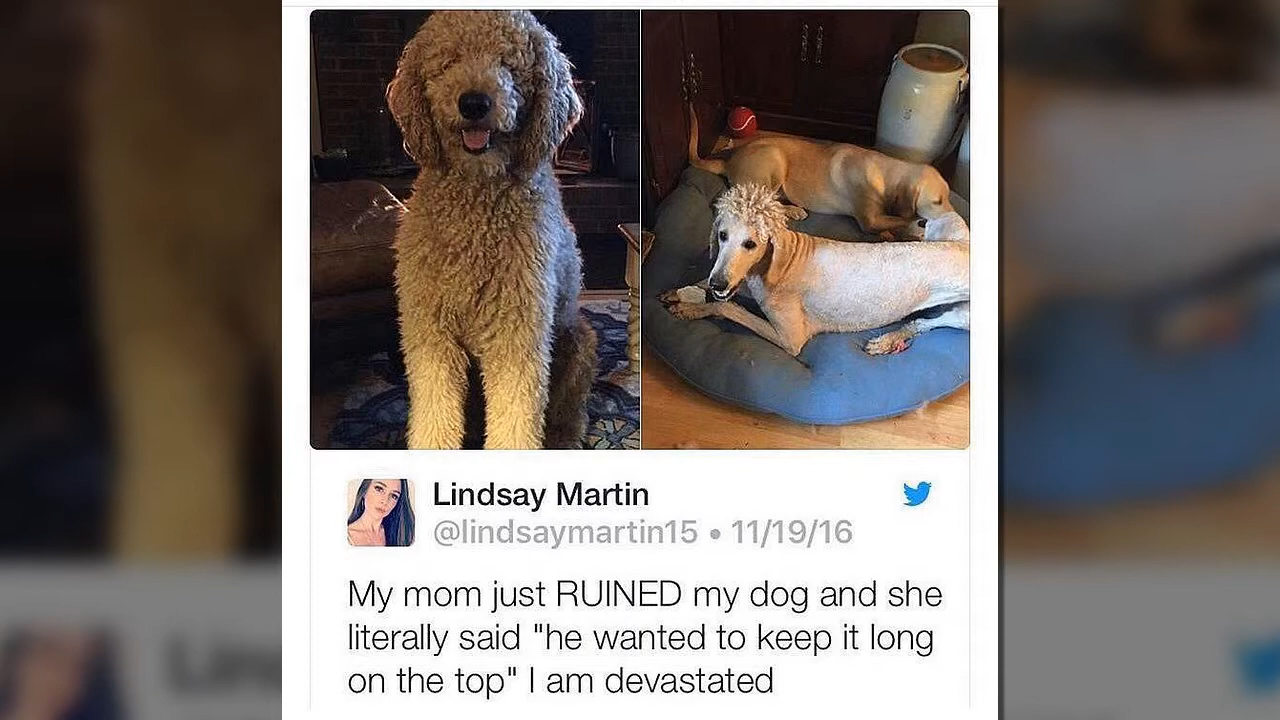 Lindsay Martin
@lindsaymartin15 • 11/19/16
My mom just RUINED my dog and she
literally said "he wanted to keep it long
on the top" I am devastated